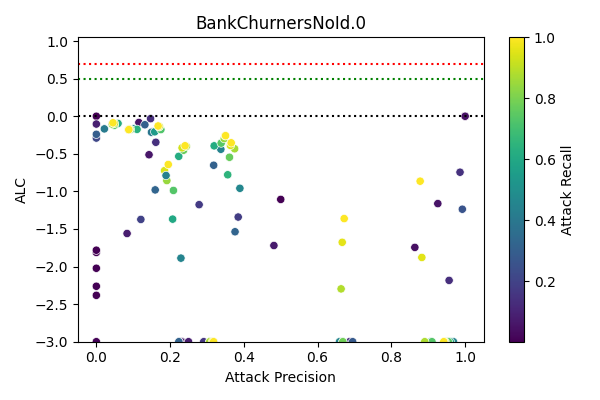 BankChurnersNoId.0
1.0
0.5
0.0
−0.5
−1.0
−1.5
−2.0
−2.5
−3.0
ALC
0.0 0.2 0.4 0.6 0.8 1.0
Attack Precision
1.0
0.8
0.6
0.4
0.2
Attack Recall